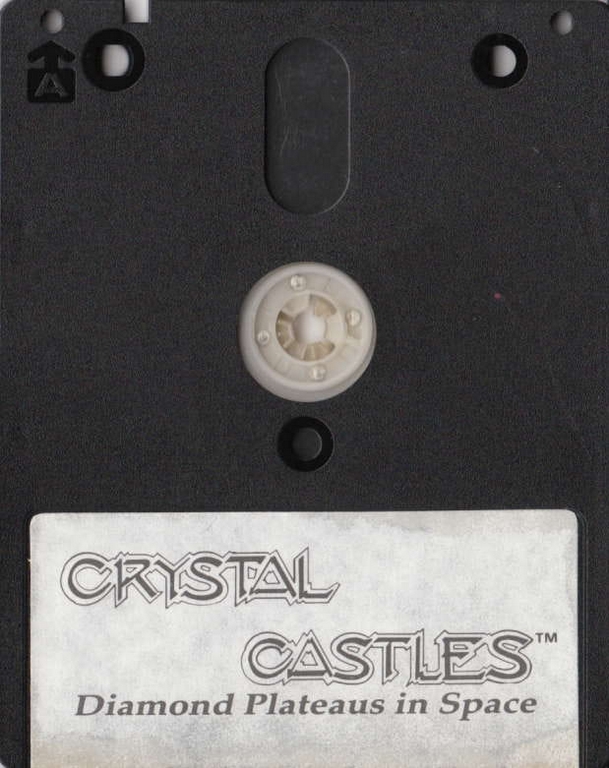 A
CRYSTAL
CASTLES™
Diamond Plateaus in Space